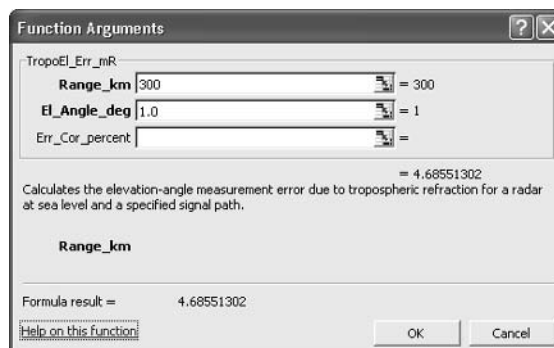 Function Arguments
TropoEl_Err_mR
Range_km 300 = 300
El_Angle_deg 1.0 = 1
Err_Cor_percent =
= 4.68551302
Calculates the elevation-angle measurement error due to tropospheric refraction for a radar
at sea level and a specified signal path.
Range_km
Formula result = 4.68551302
Help on this function OK Cancel